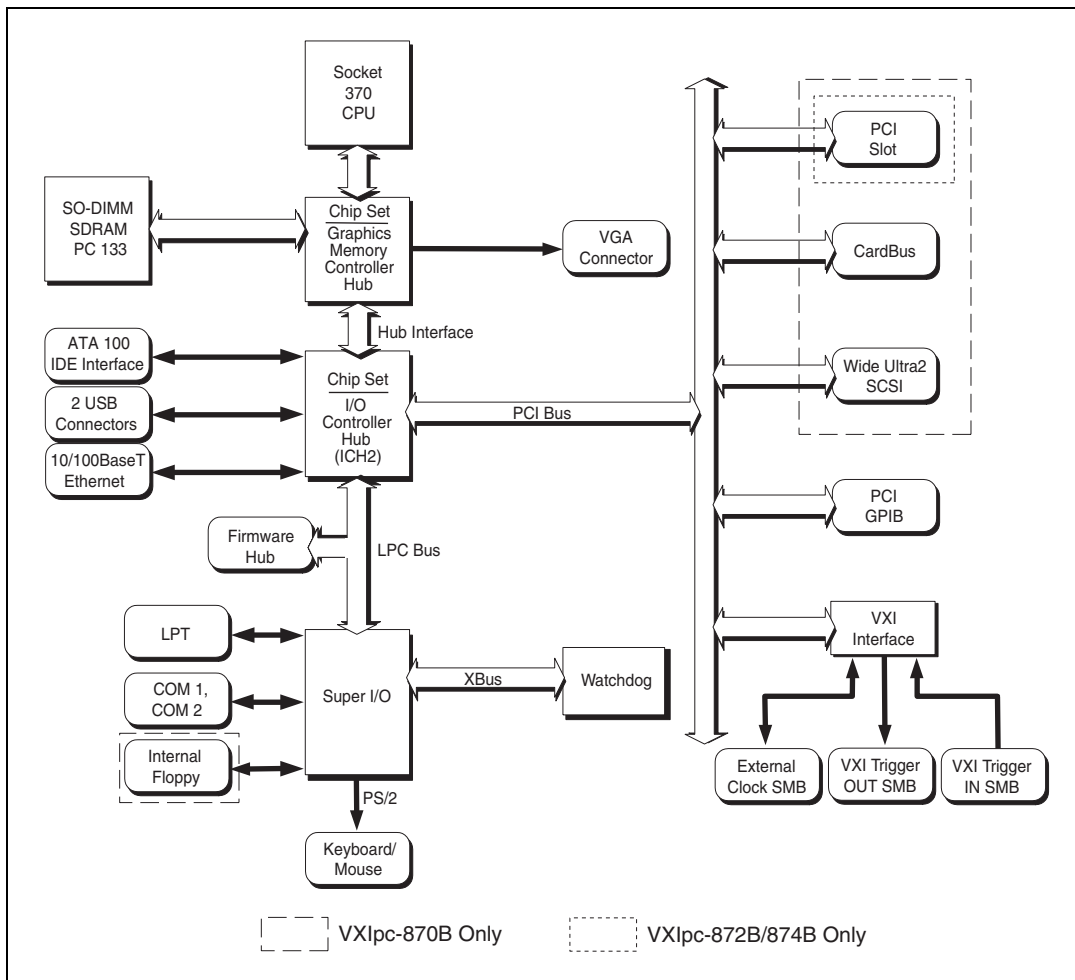 Socket
370
CPU
SO-DIMM
SDRAM
PC 133
Chip Set
Graphics
Memory
Controller
Hub
VGA
Connector
Hub Interface
ATA 100
IDE Interface
2 USB
Connectors
10/100BaseT
Ethernet
Chip Set
I/O
Controller
Hub
(ICH2)
PCI Bus
Firmware
Hub
LPC Bus
LPT
COM 1,
COM 2
Internal
Floppy
Super I/O
XBus
Watchdog
PS/2
Keyboard/
Mouse
PCI
Slot
CardBus
Wide Ultra2
SCSI
PCI
GPIB
VXI
Interface
External
Clock SMB
VXI Trigger
OUT SMB
VXI Trigger
IN SMB
VXIpc-870B Only
VXIpc-872B/874B Only